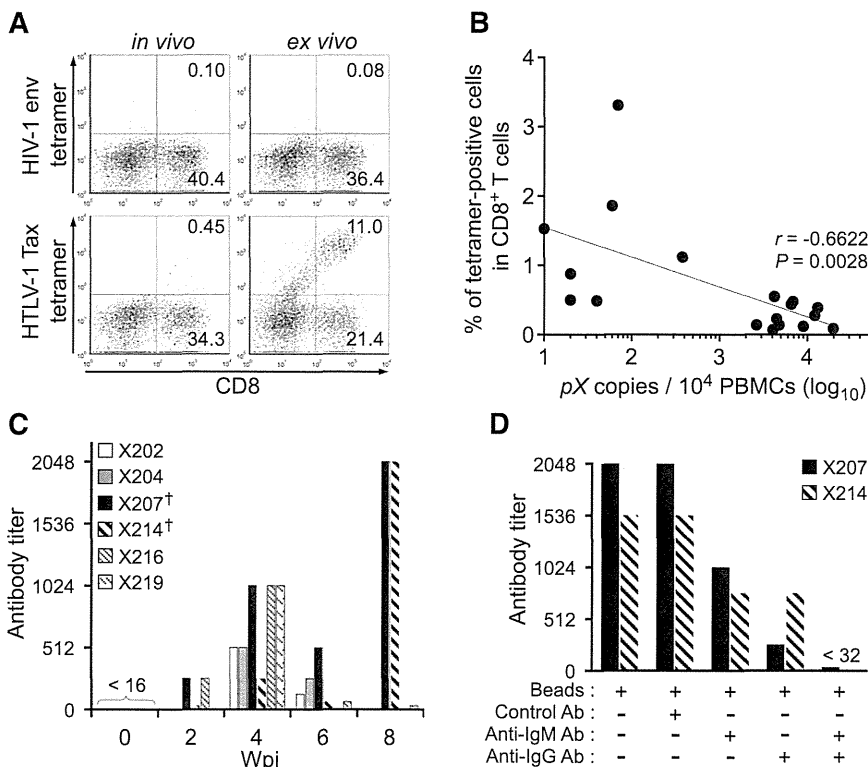 A
in vivo
ex vivo
HIV-1 env
tetramer
0.10
40.4
0.08
36.4
HTLV-1 Tax
tetramer
0.45
34.3
11.0
21.4
CD8
B
% of tetramer-positive cells
in CD8+ T cells
4
3
2
1
0
r = -0.6622
P = 0.0028
1 2 3 4
pX copies / 10⁴ PBMCs (log₁₀)
C
Antibody titer
2048
1536
1024
512
0
X202
X204
X207†
X214†
X216
X219
< 16
0 2 4 6 8
Wpi
D
Antibody titer
2048
1536
1024
512
0
X207
X214
< 32
Beads : + + + + +
Control Ab : - + - - -
Anti-IgM Ab : - - + - +
Anti-IgG Ab : - - - + +